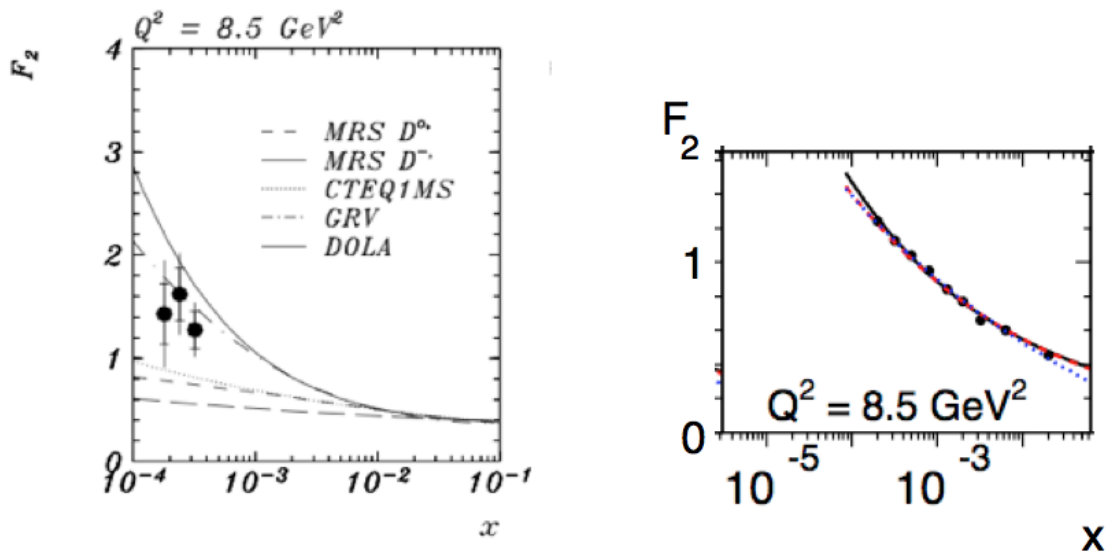 Q² = 8.5 GeV²
F₂
4
3
2
1
0
MRS D⁰'
MRS D⁻'
CTEQ1MS
GRV
DOLA
10⁻⁴
10⁻³
10⁻²
10⁻¹
x
F₂
2
1
0
Q² = 8.5 GeV²
10⁻⁵
10⁻³
x